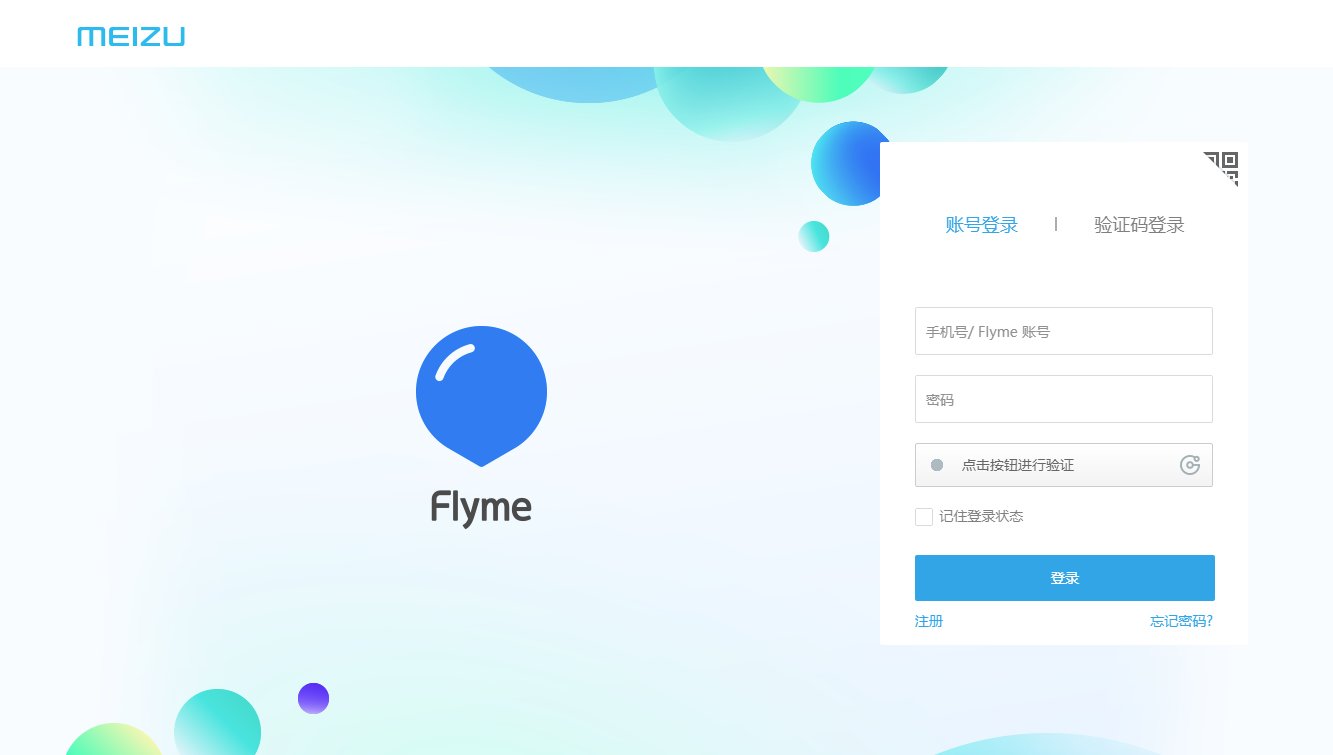 MEIZU
账号登录 | 验证码登录
手机号/ Flyme 账号
密码
点击按钮进行验证
Flyme
记住登录状态
登录
注册 忘记密码?